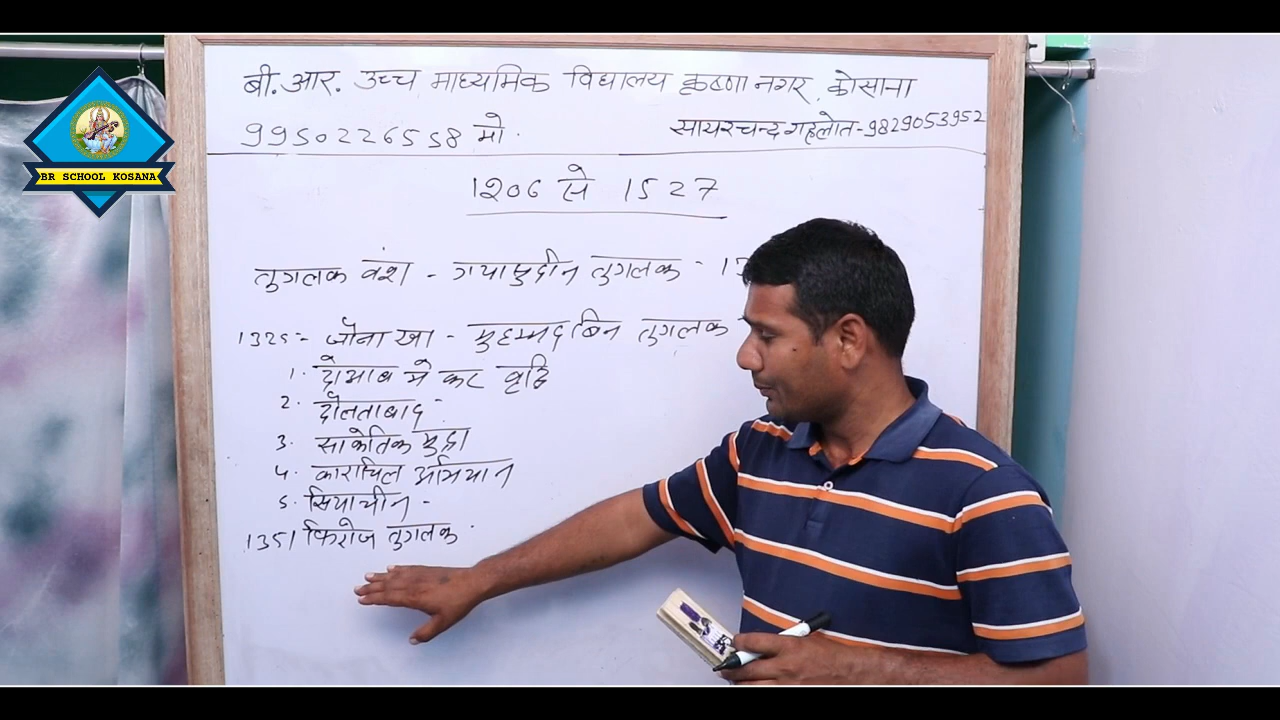 बी.आर. उच्च माध्यमिक विधालय कृष्णा नगर, कोसाना
9950226558 मो.
सायरचन्द गहलोत-9829053952
BR SCHOOL KOSANA
1206 से 1527
तुगलक वंश - गयासुदीन तुगलक - 13
1325 - जौना खा - मुहम्मद बिन तुगलक
1. दोआब मे कर वृद्धि
2. दौलताबाद -
3. साकेतिक मुद्रा
4. काराचिल अभियान
5. सियाचीन -
1351 फिरोज तुगलक